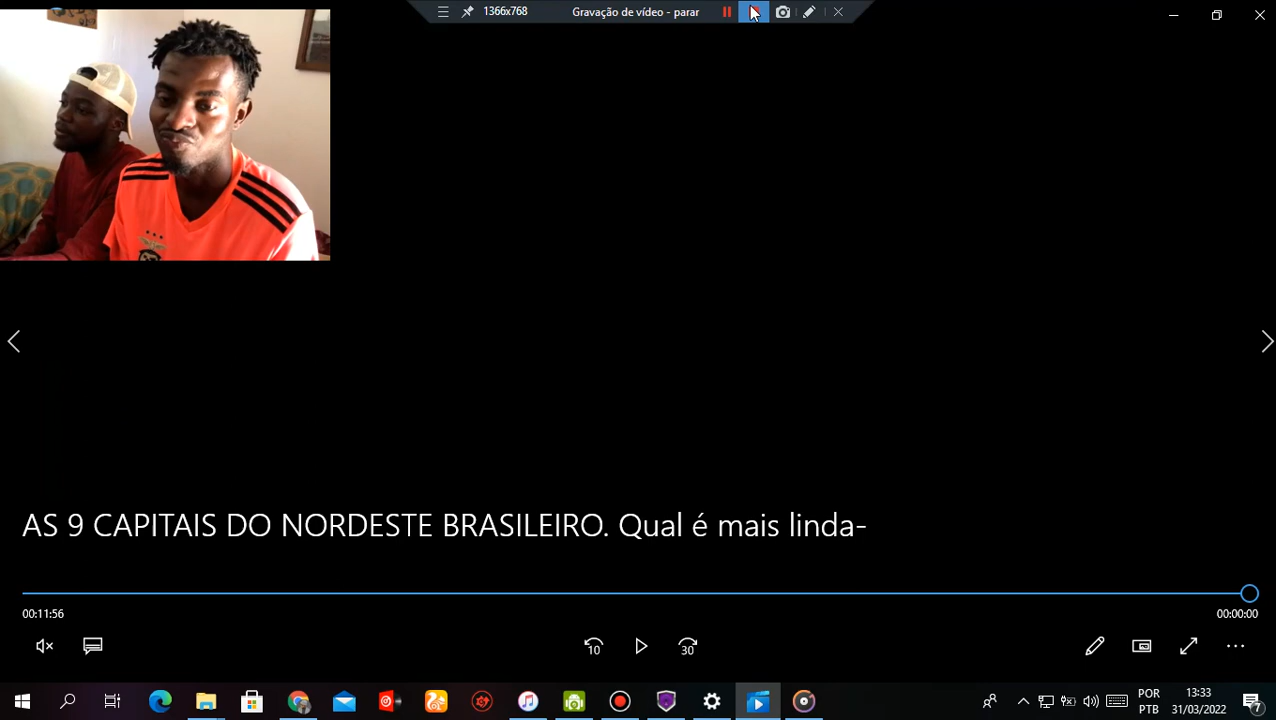 1366x768
Gravação de vídeo - parar
AS 9 CAPITAIS DO NORDESTE BRASILEIRO. Qual é mais linda-
00:11:56
00:00:00
10
30
POR
PTB
13:33
31/03/2022
7